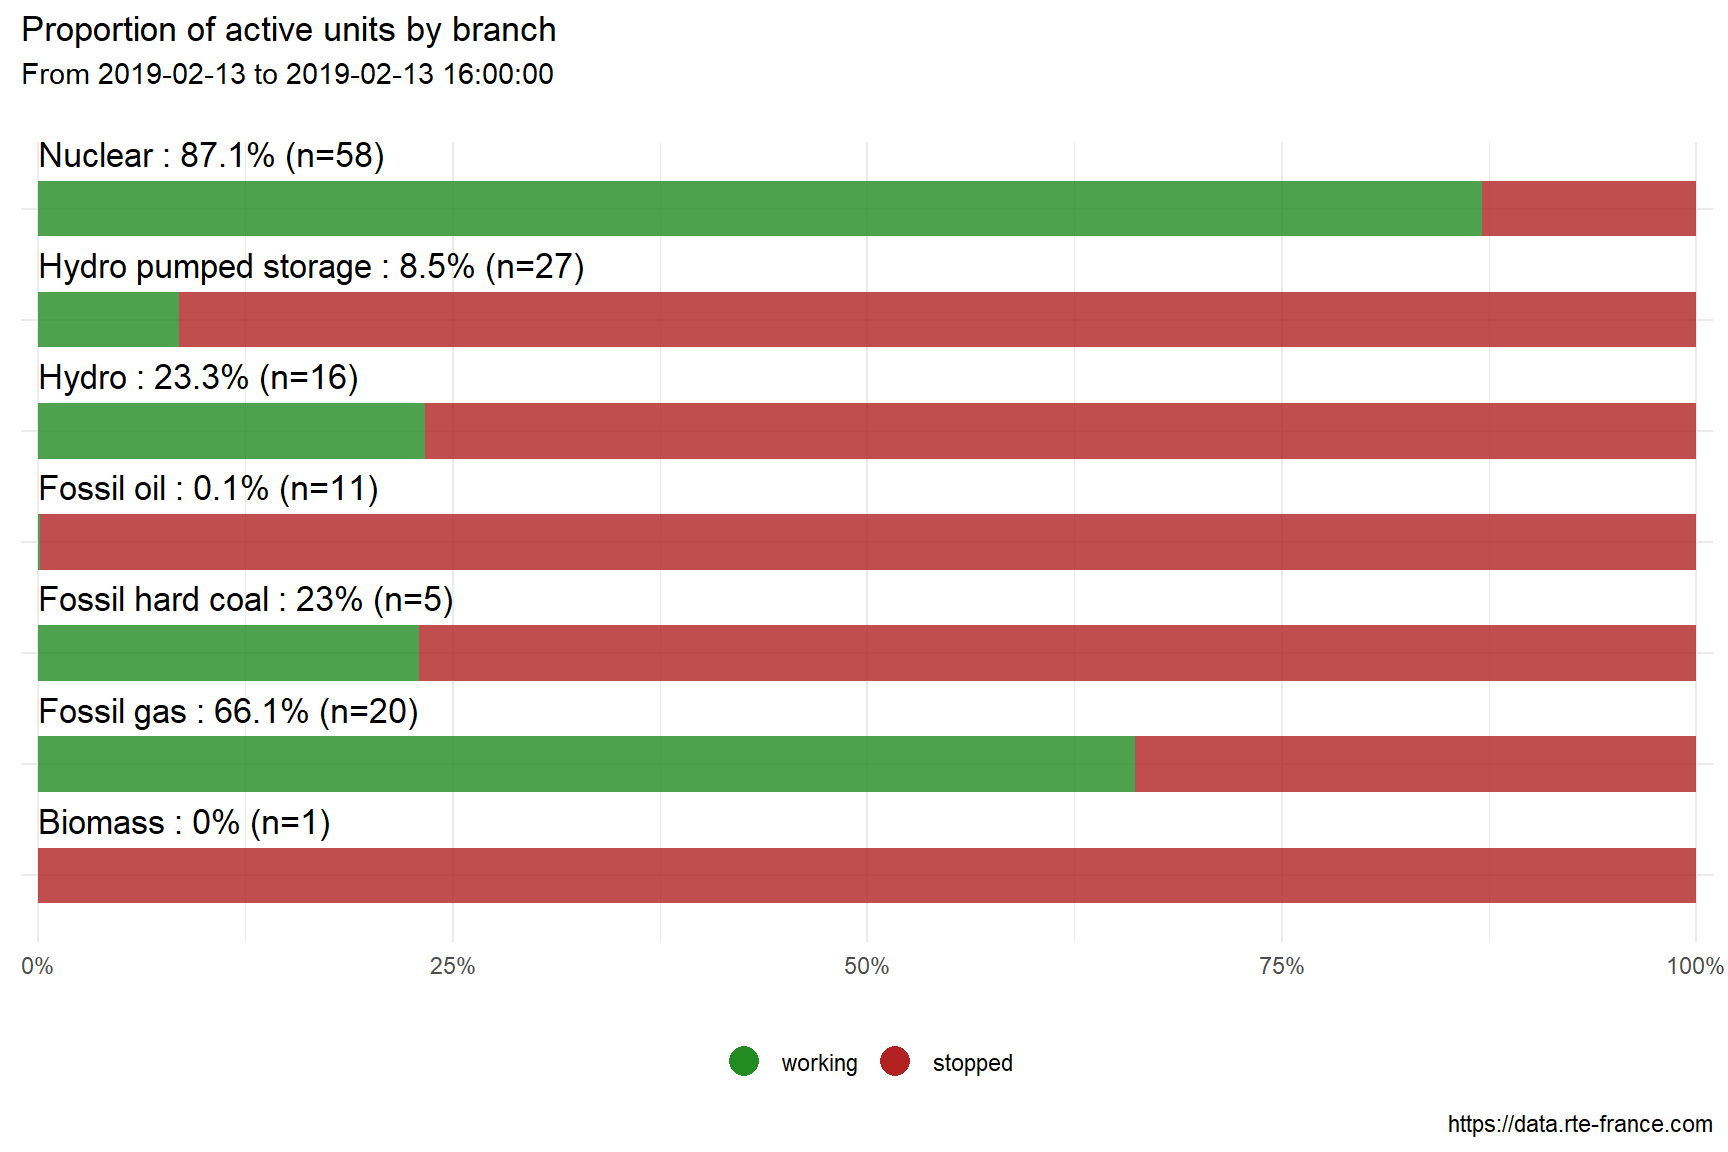 Proportion of active units by branch
From 2019-02-13 to 2019-02-13 16:00:00
Nuclear : 87.1% (n=58)
Hydro pumped storage : 8.5% (n=27)
Hydro : 23.3% (n=16)
Fossil oil : 0.1% (n=11)
Fossil hard coal : 23% (n=5)
Fossil gas : 66.1% (n=20)
Biomass : 0% (n=1)
0% 25% 50% 75% 100%
working stopped
https://data.rte-france.com